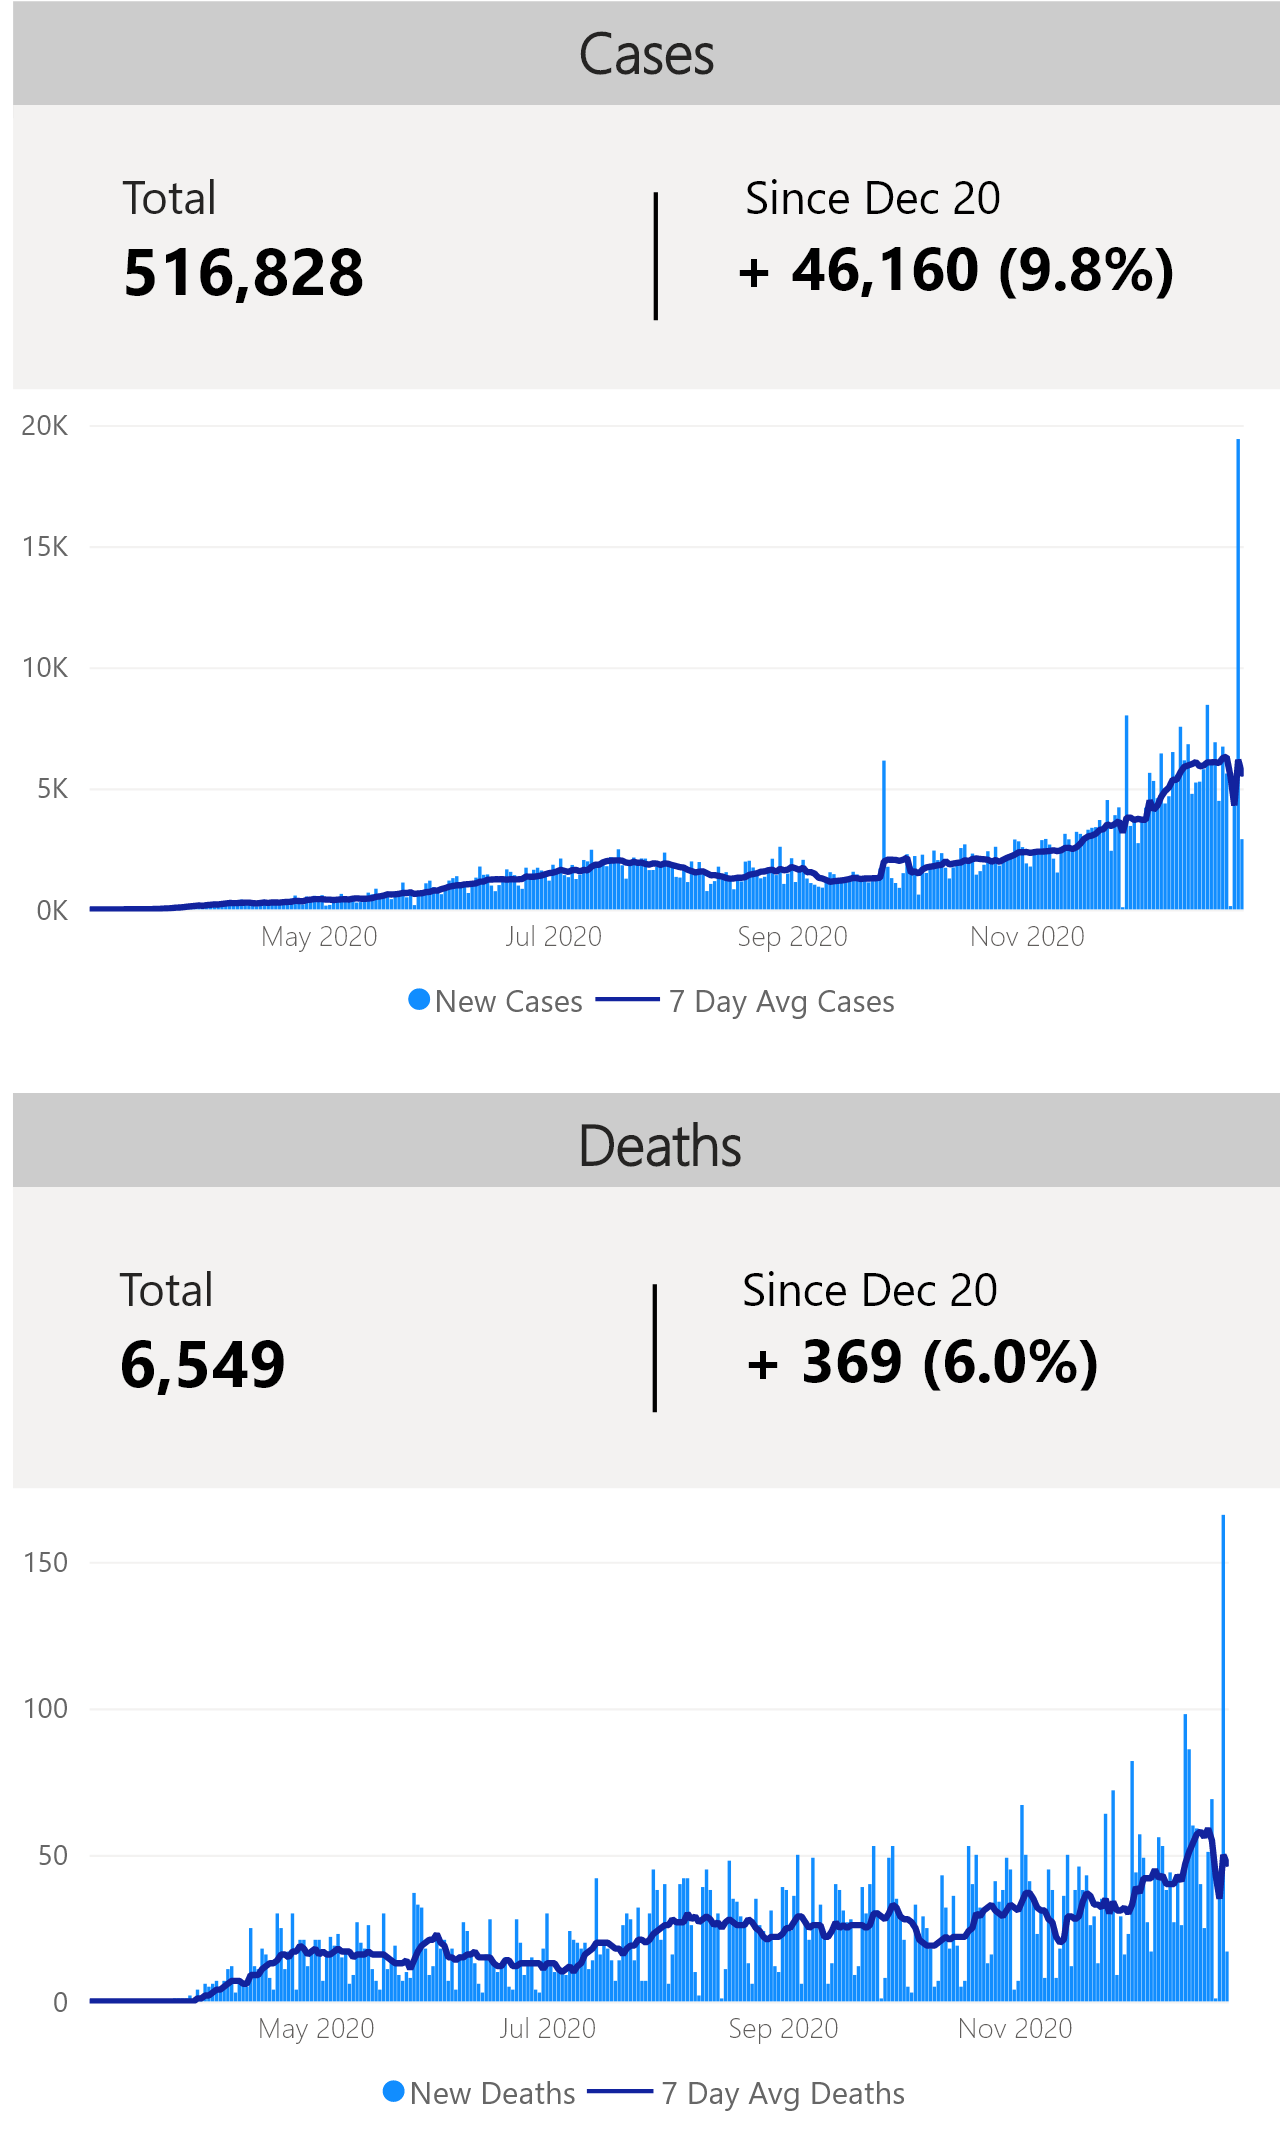 Cases
Total
Since Dec 20
516,828
+ 46,160 (9.8%)
20K
15K
10K
5K
0K
May 2020
Jul 2020
Sep 2020
Nov 2020
New Cases
7 Day Avg Cases
Deaths
Total
Since Dec 20
6,549
+ 369 (6.0%)
150
100
50
0
May 2020
Jul 2020
Sep 2020
Nov 2020
New Deaths
7 Day Avg Deaths